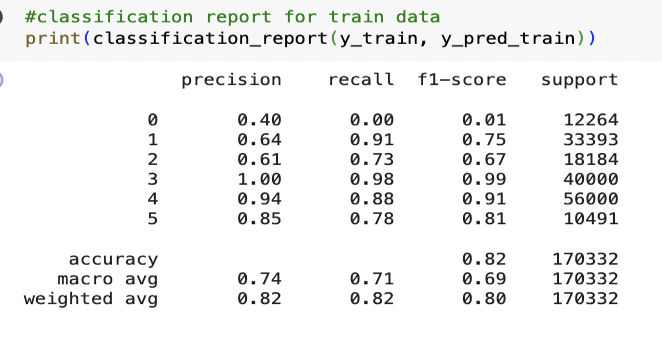 #classification report for train data
print(classification_report(y_train, y_pred_train))
precision recall f1-score support
0 0.40 0.00 0.01 12264
1 0.64 0.91 0.75 33393
2 0.61 0.73 0.67 18184
3 1.00 0.98 0.99 40000
4 0.94 0.88 0.91 56000
5 0.85 0.78 0.81 10491
accuracy 0.82 170332
macro avg 0.74 0.71 0.69 170332
weighted avg 0.82 0.82 0.80 170332